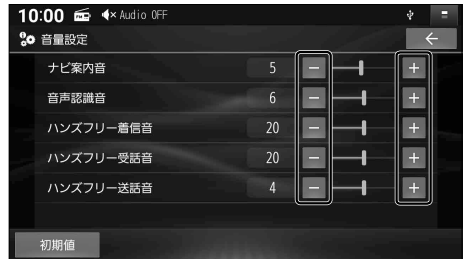 10:00 Audio OFF
音量設定
ナビ案内音 5 − +
音声認識音 6 − +
ハンズフリー着信音 20 − +
ハンズフリー受話音 20 − +
ハンズフリー送話音 4 − +
初期値